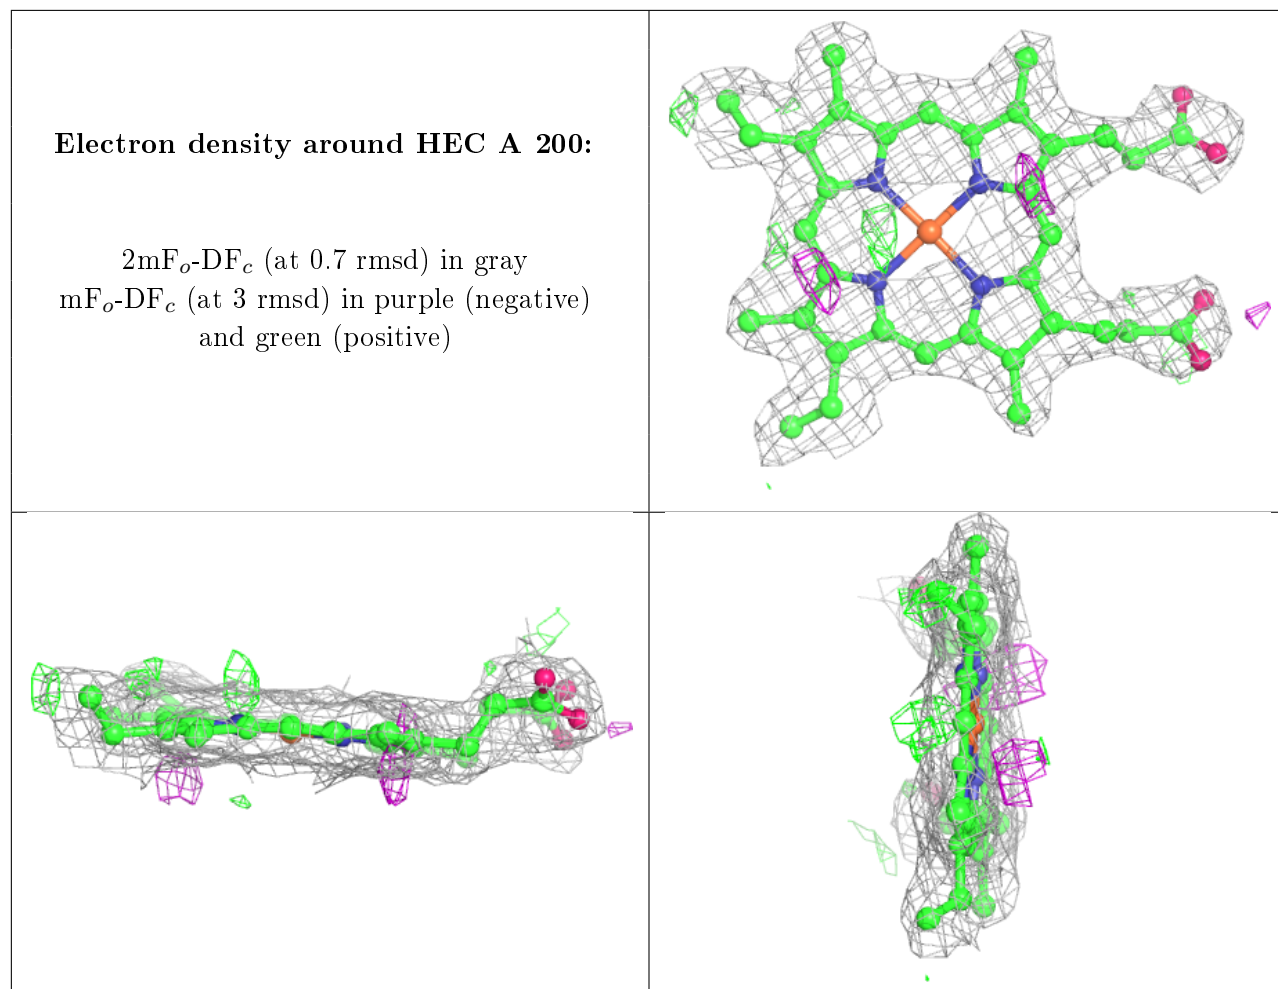 Electron density around HEC A 200:
2mFo-DFc (at 0.7 rmsd) in gray
mFo-DFc (at 3 rmsd) in purple (negative)
and green (positive)